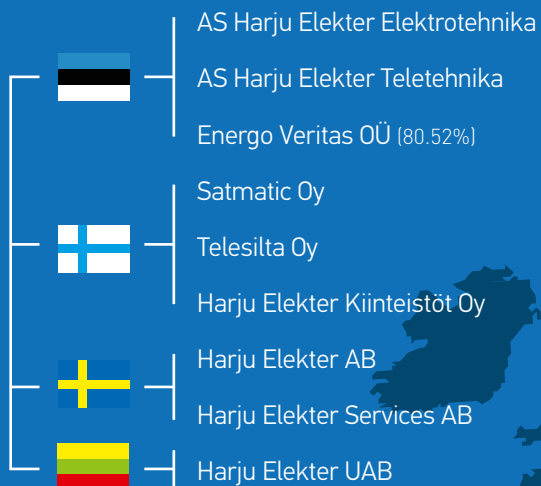 AS Harju Elekter Elektrotehnika
AS Harju Elekter Teletehnika
Energo Veritas OÜ (80.52%)
Satmatic Oy
Telesilta Oy
Harju Elekter Kiinteistöt Oy
Harju Elekter AB
Harju Elekter Services AB
Harju Elekter UAB